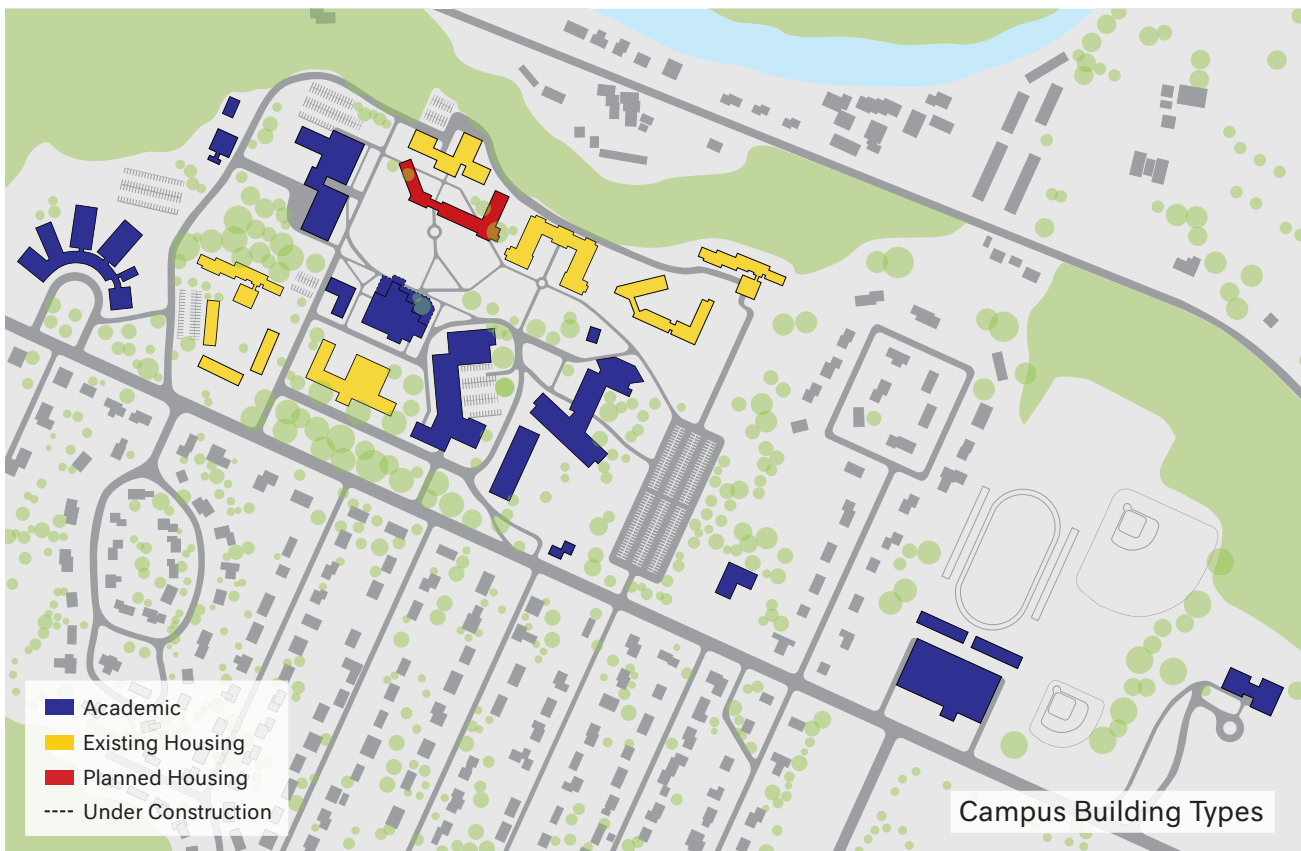 Academic
Existing Housing
Planned Housing
Under Construction
Campus Building Types